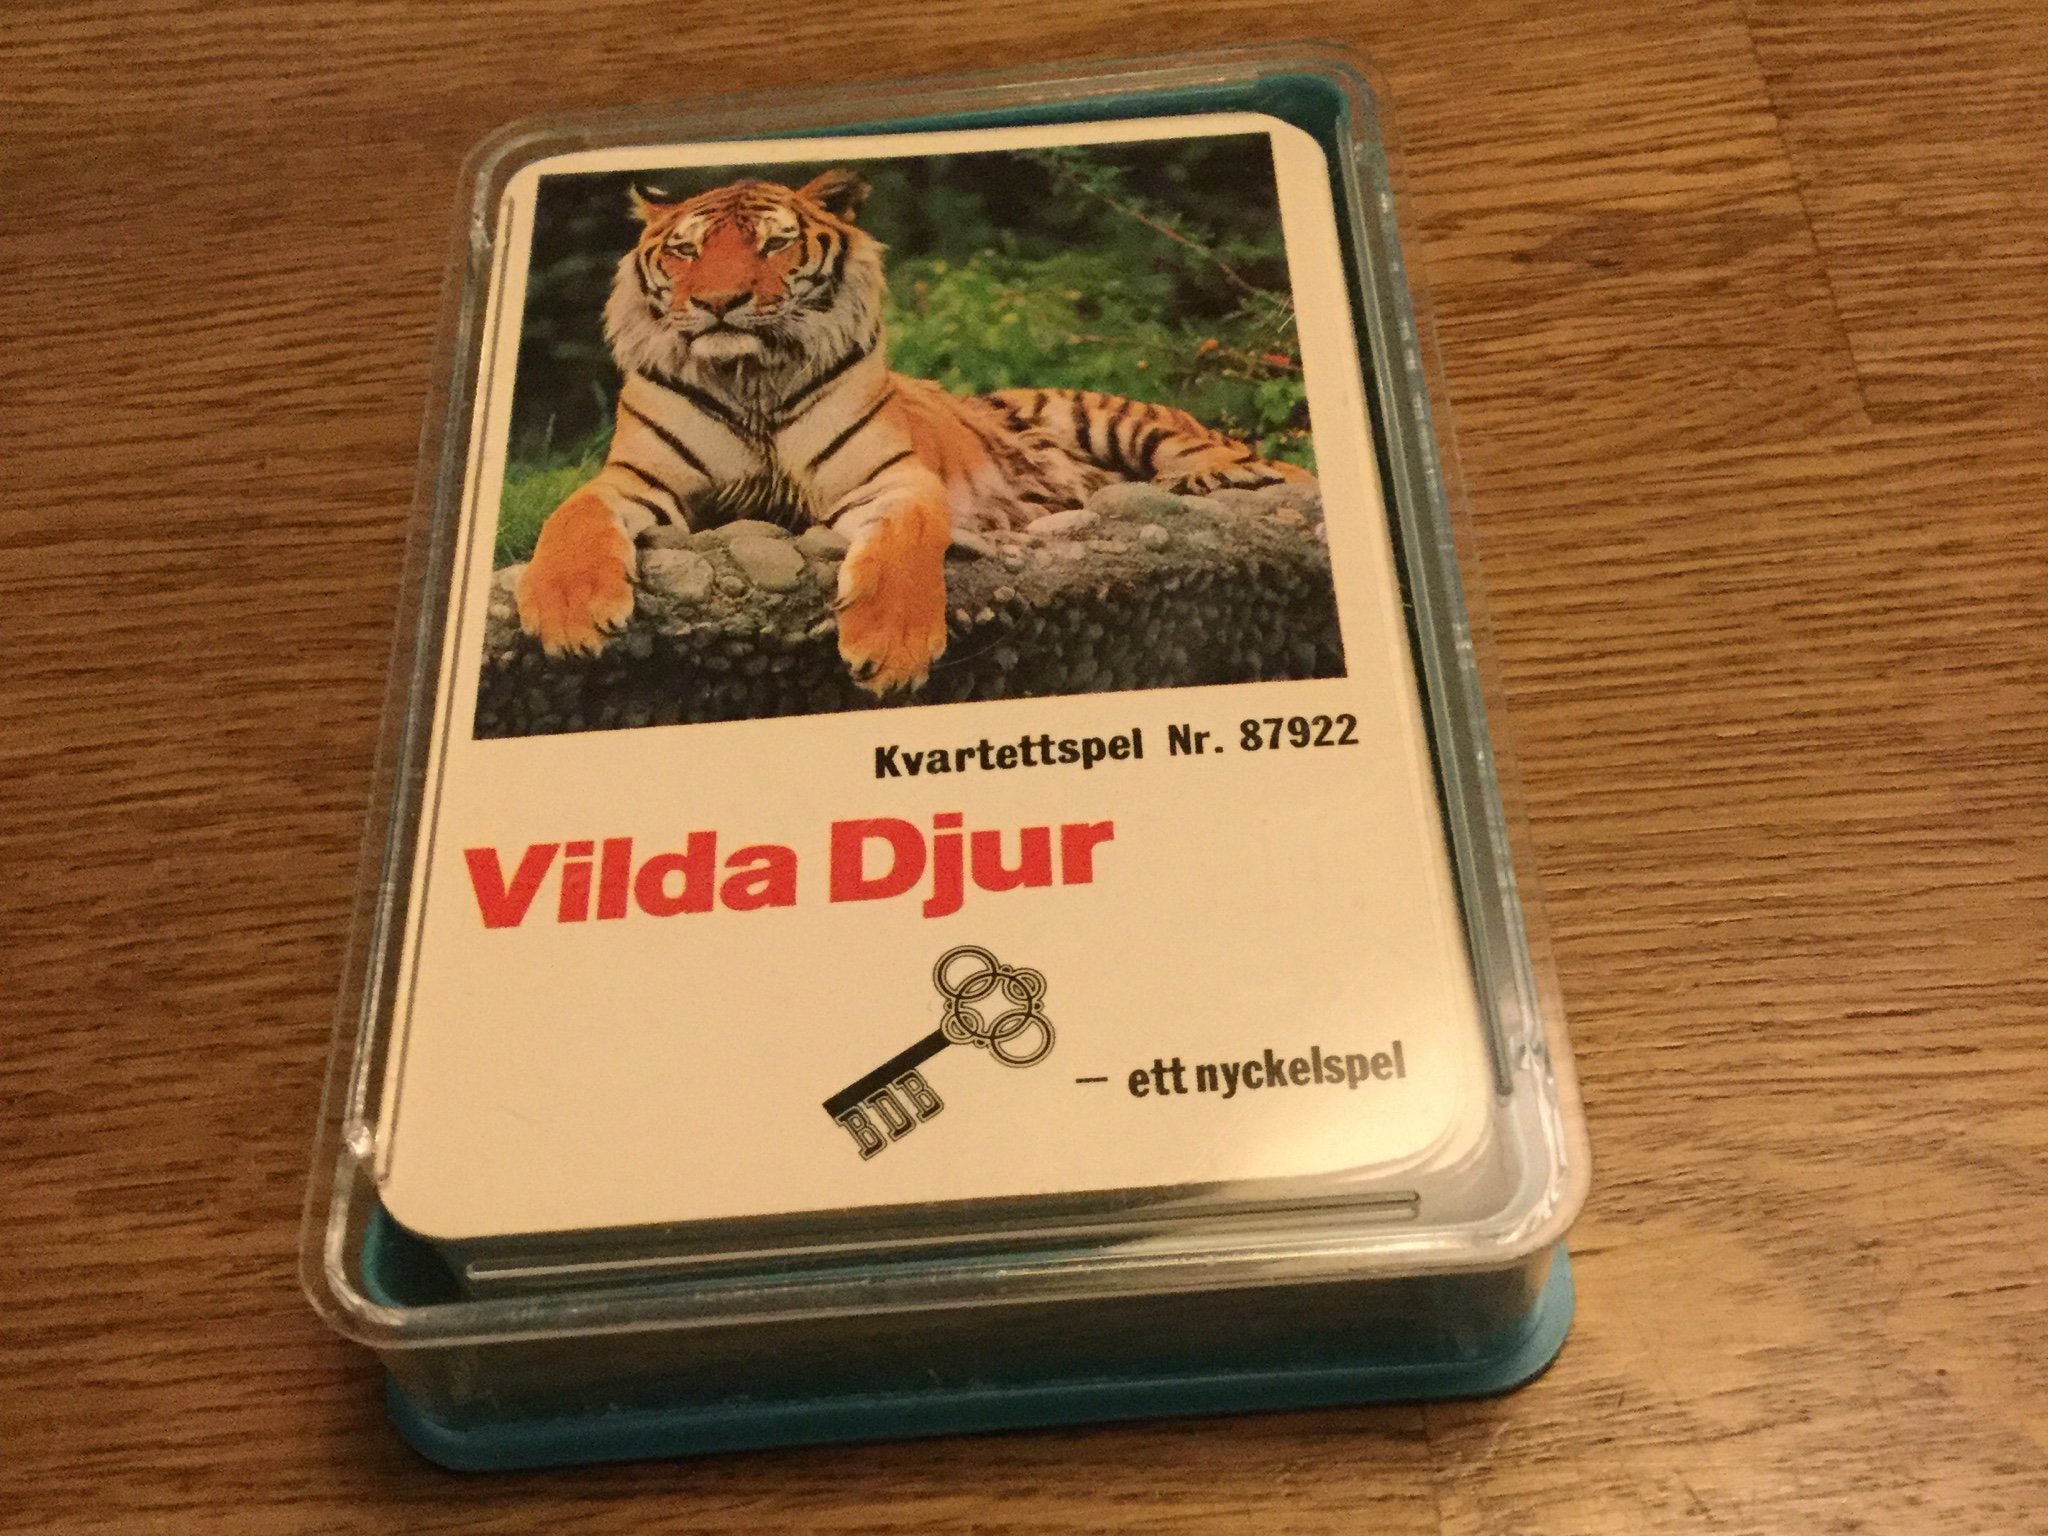 Kvartettspel Nr. 87922
Vilda Djur
BDB
– ett nyckelspel